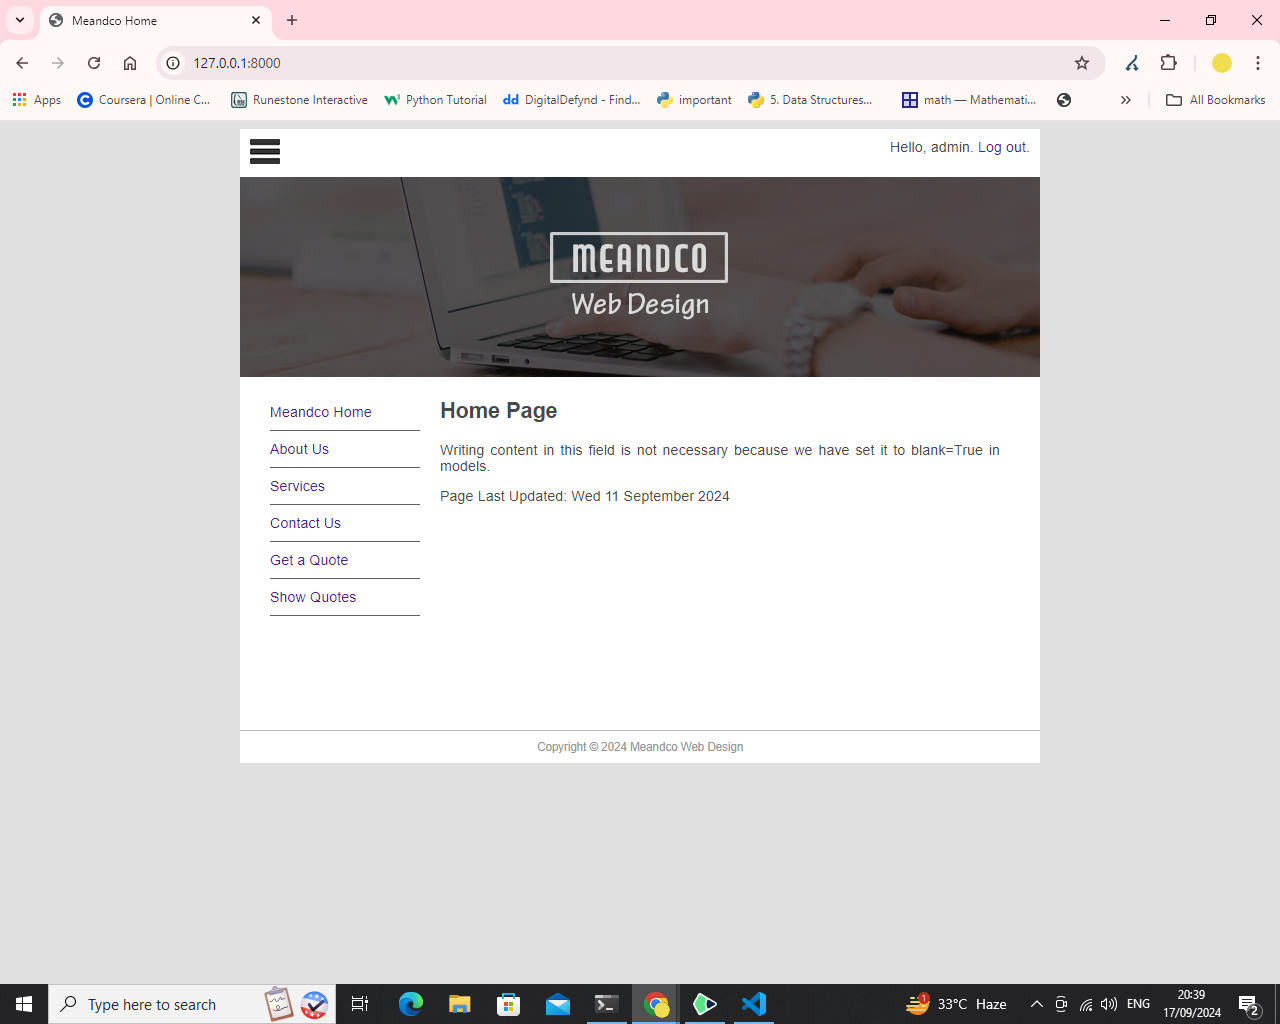 Meandco Home
127.0.0.1:8000
Apps
Coursera | Online C...
Runestone Interactive
Python Tutorial
DigitalDefynd - Find...
important
5. Data Structures...
math — Mathemati...
All Bookmarks
Hello, admin. Log out.
MEANDCO
Web Design
Meandco Home
About Us
Services
Contact Us
Get a Quote
Show Quotes
Home Page
Writing content in this field is not necessary because we have set it to blank=True in
models.
Page Last Updated: Wed 11 September 2024
Copyright © 2024 Meandco Web Design
Type here to search
1
33°C Haze
ENG
20:39
17/09/2024
2